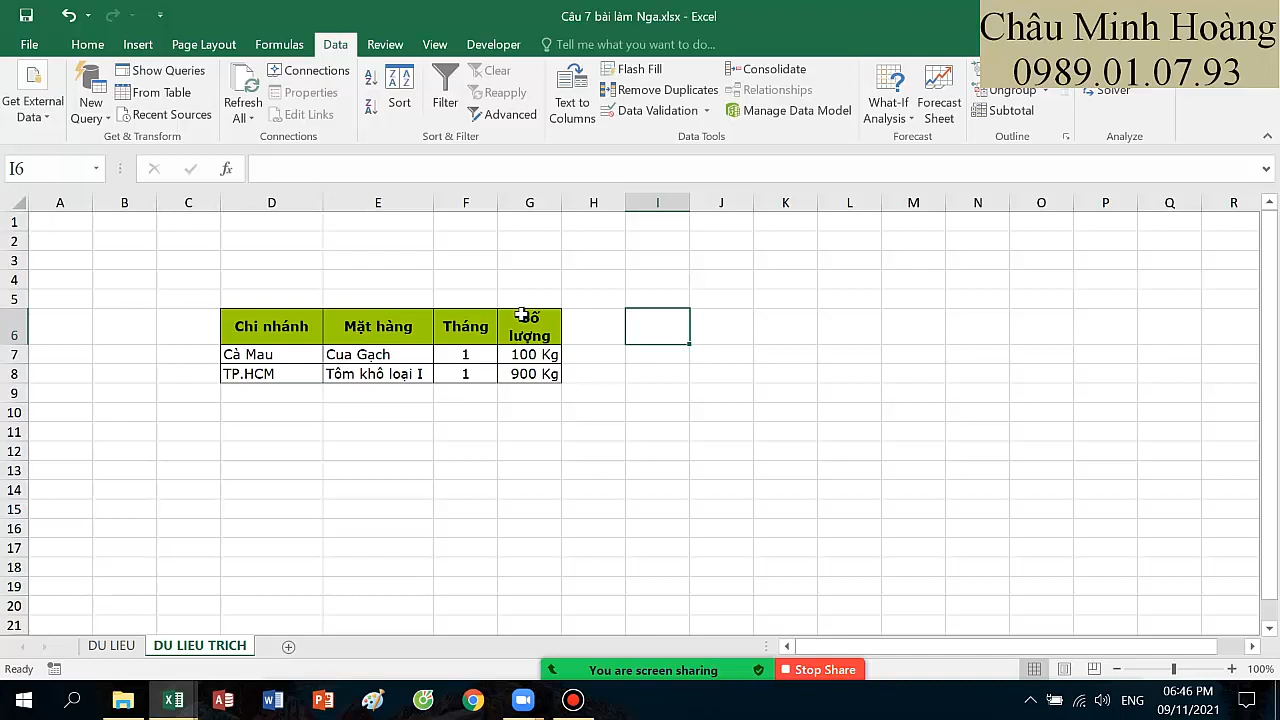 Câu 7 bài làm Nga.xlsx - Excel
Châu Minh Hoàng
0989.01.07.93
File Home Insert Page Layout Formulas Data Review View Developer Tell me what you want to do...
Get External Data
New Query
Show Queries
From Table
Recent Sources
Get & Transform
Refresh All
Connections
Properties
Edit Links
Connections
Sort
Filter
Clear
Reapply
Advanced
Sort & Filter
Text to Columns
Flash Fill
Remove Duplicates
Data Validation
Consolidate
Relationships
Manage Data Model
Data Tools
What-If Analysis
Forecast Sheet
Forecast
Ungroup
Subtotal
Outline
Solver
Analyze
I6
fx
A B C D E F G H I J K L M N O P Q R
1
2
3
4
5
6 Chi nhánh Mặt hàng Tháng Số lượng
7 Cà Mau Cua Gạch 1 100 Kg
8 TP.HCM Tôm khô loại I 1 900 Kg
9
10
11
12
13
14
15
16
17
18
19
20
21
DU LIEU DU LIEU TRICH
Ready
You are screen sharing
Stop Share
100%
ENG
06:46 PM
09/11/2021